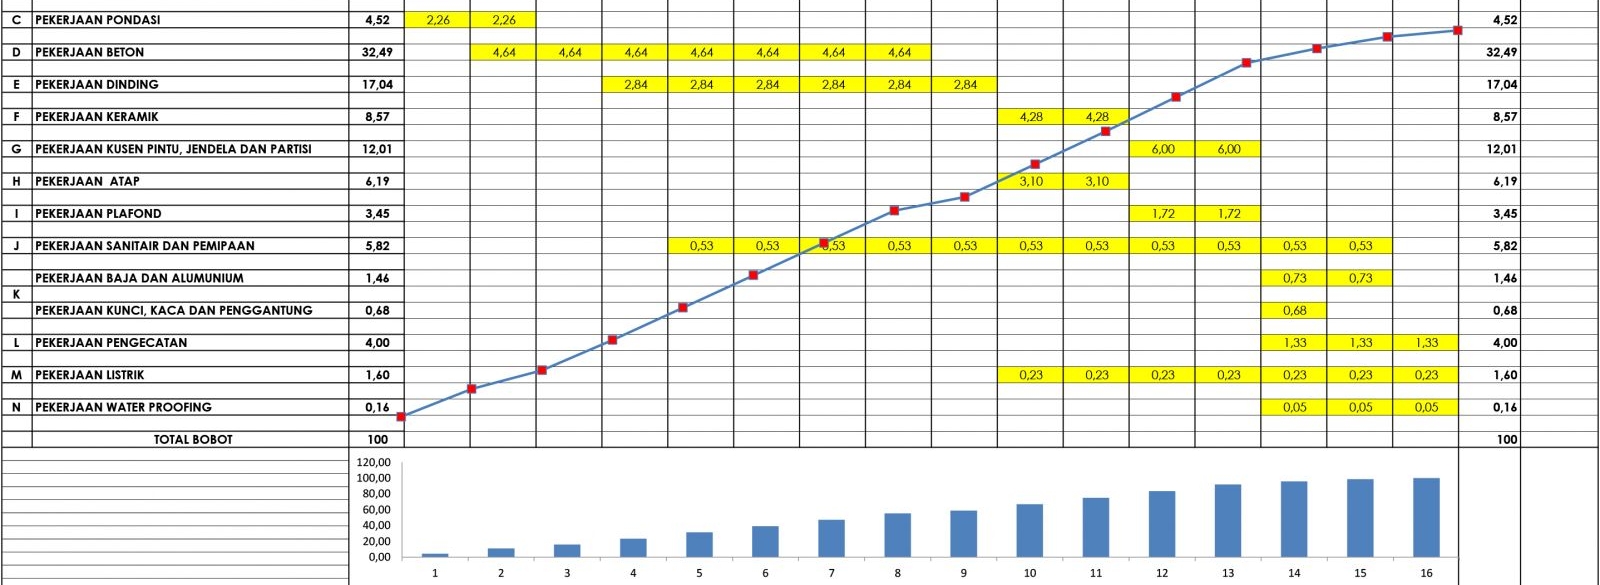 C PEKERJAAN PONDASI 4,52 2,26 2,26 4,52
D PEKERJAAN BETON 32,49 4,64 4,64 4,64 4,64 4,64 4,64 4,64 32,49
E PEKERJAAN DINDING 17,04 2,84 2,84 2,84 2,84 2,84 2,84 17,04
F PEKERJAAN KERAMIK 8,57 4,28 4,28 8,57
G PEKERJAAN KUSEN PINTU, JENDELA DAN PARTISI 12,01 6,00 6,00 12,01
H PEKERJAAN ATAP 6,19 3,10 3,10 6,19
I PEKERJAAN PLAFOND 3,45 1,72 1,72 3,45
J PEKERJAAN SANITAIR DAN PEMIPAAN 5,82 0,53 0,53 0,53 0,53 0,53 0,53 0,53 0,53 0,53 0,53 0,53 5,82
PEKERJAAN BAJA DAN ALUMUNIUM 1,46 0,73 0,73 1,46
K
PEKERJAAN KUNCI, KACA DAN PENGGANTUNG 0,68 0,68 0,68
L PEKERJAAN PENGECATAN 4,00 1,33 1,33 1,33 4,00
M PEKERJAAN LISTRIK 1,60 0,23 0,23 0,23 0,23 0,23 0,23 0,23 1,60
N PEKERJAAN WATER PROOFING 0,16 0,05 0,05 0,05 0,16
TOTAL BOBOT 100 100
120,00
100,00
80,00
60,00
40,00
20,00
0,00
1 2 3 4 5 6 7 8 9 10 11 12 13 14 15 16